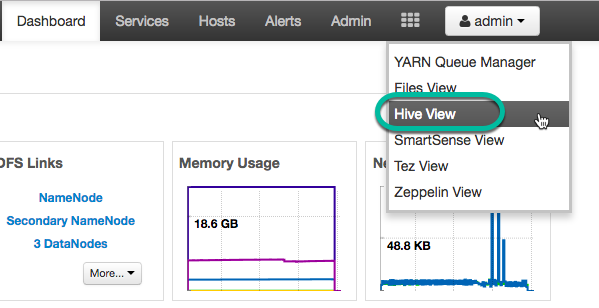 Dashboard Services Hosts Alerts Admin admin
YARN Queue Manager
Files View
Hive View
SmartSense View
Tez View
Zeppelin View
DFS Links
NameNode
Secondary NameNode
3 DataNodes
More...
Memory Usage
18.6 GB
48.8 KB